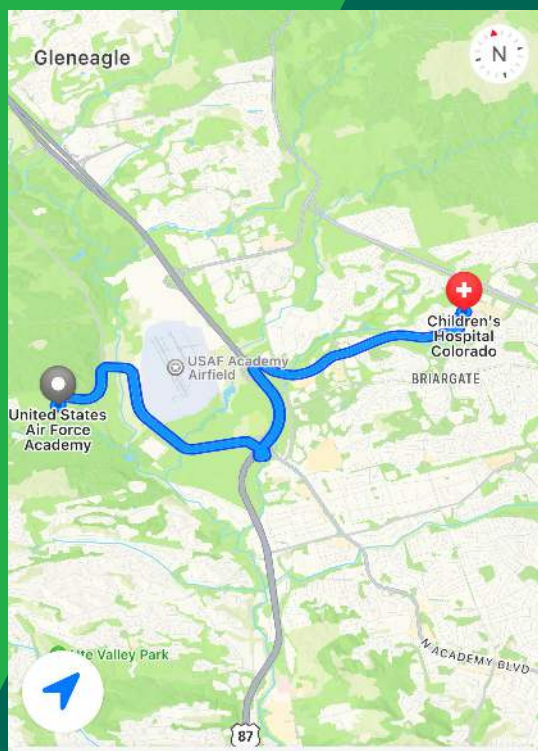 Gleneagle
N
Children's
Hospital
Colorado
USAF Academy
Airfield
BRIARGATE
United States
Air Force
Academy
Valley Park
N ACADEMY BLVD
87